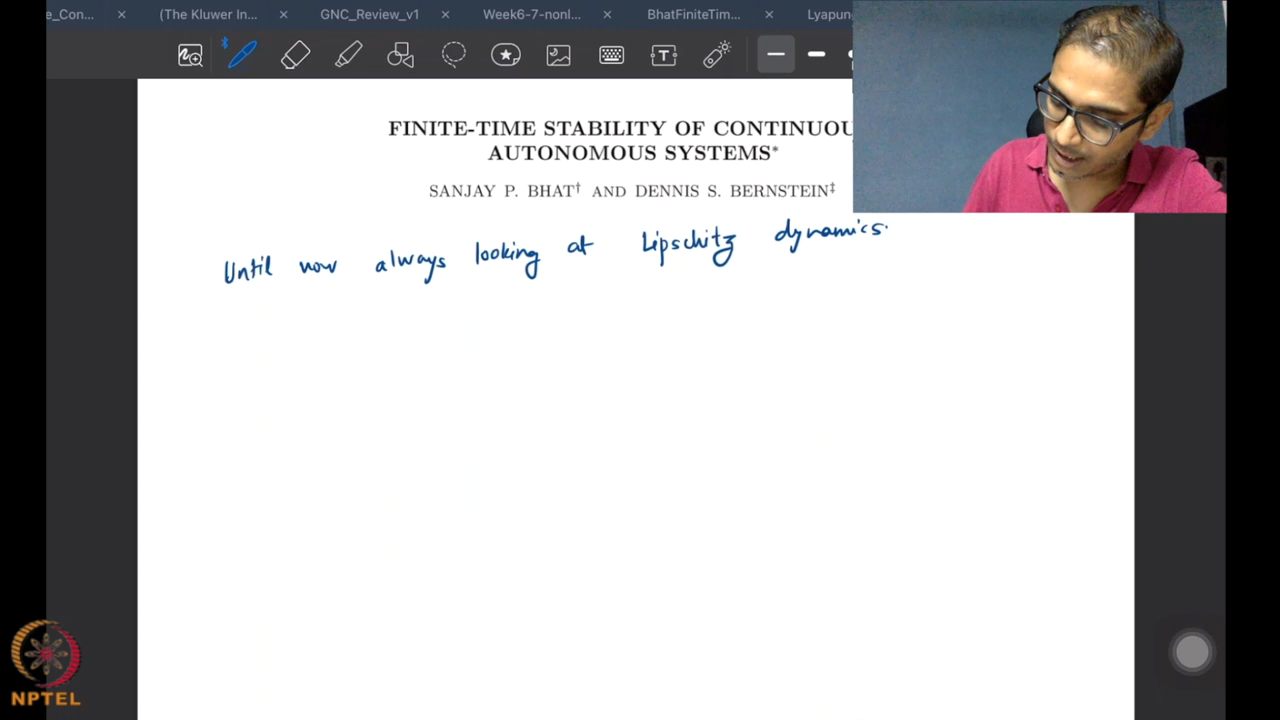 e_Con...
(The Kluwer In...
GNC_Review_v1
Week6-7-nonl...
BhatFiniteTim...
Lyapun
FINITE-TIME STABILITY OF CONTINUOU
AUTONOMOUS SYSTEMS*
SANJAY P. BHAT† AND DENNIS S. BERNSTEIN‡
Until now always looking at Lipschitz dynamics.
NPTEL